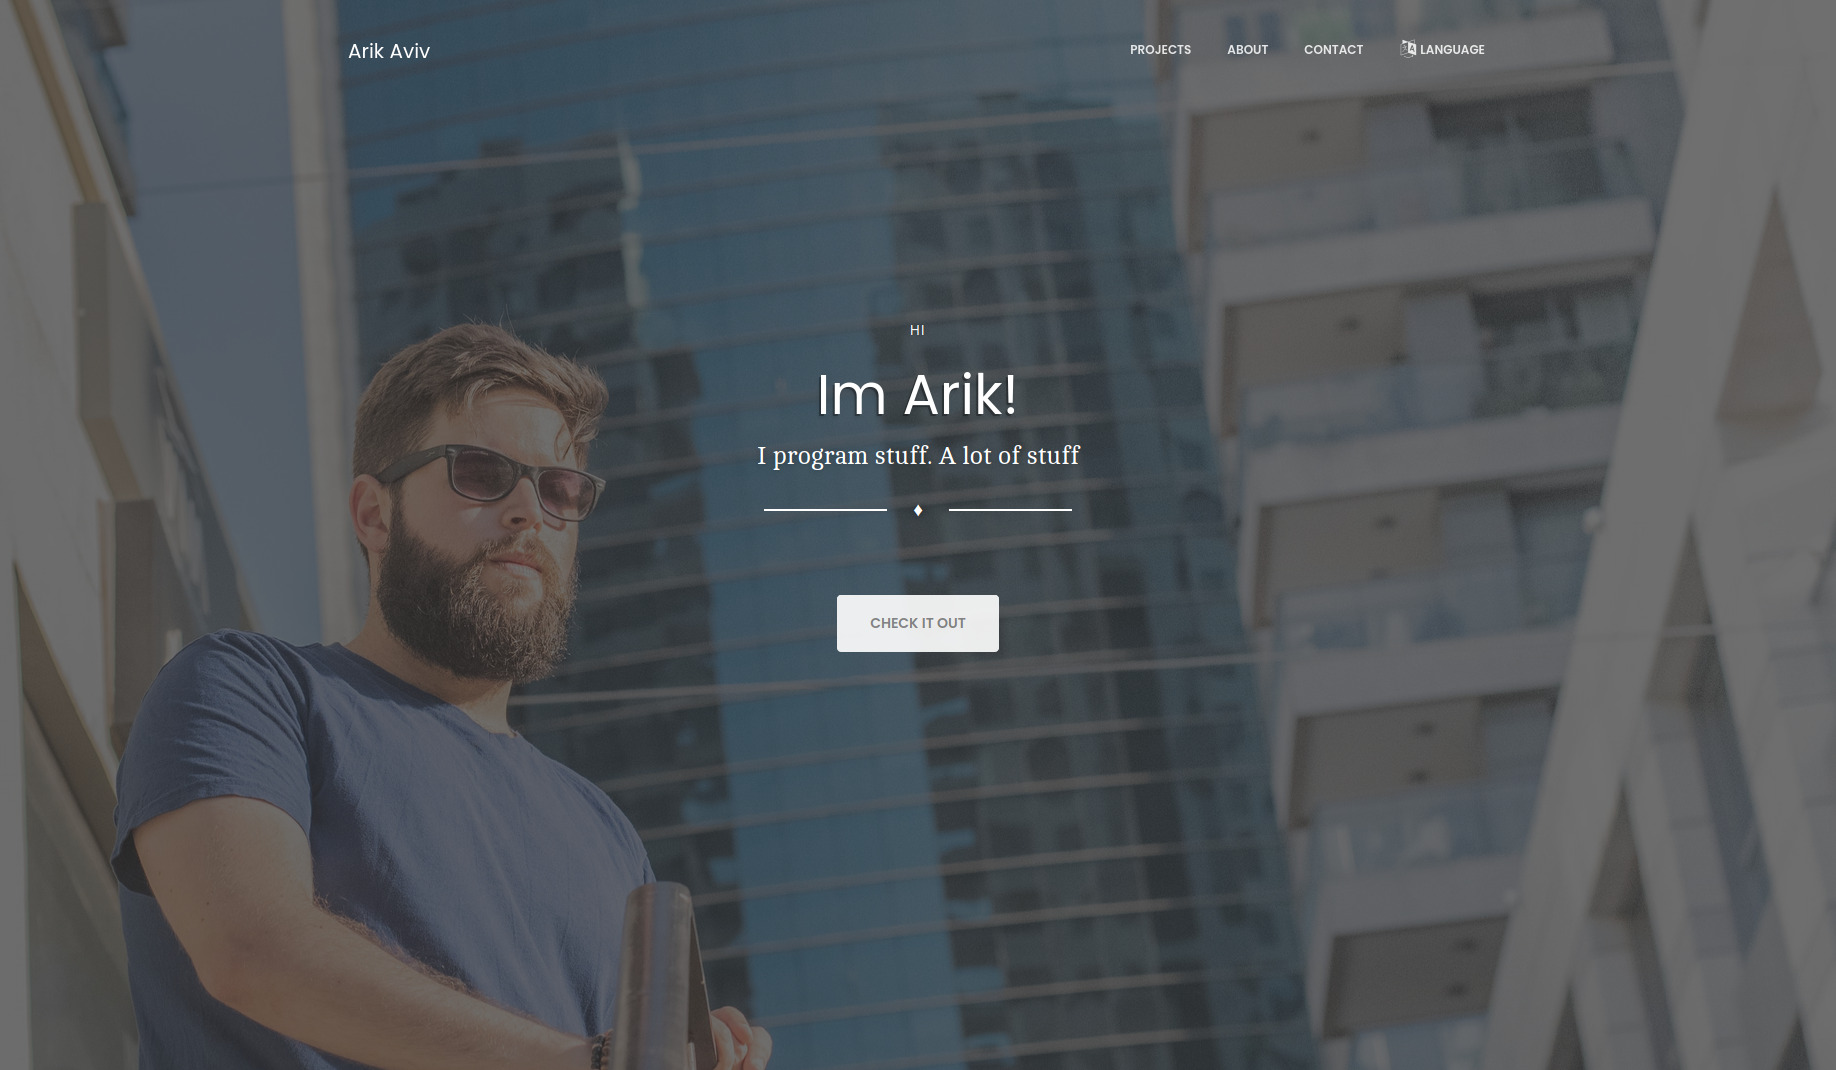 Arik Aviv
PROJECTS ABOUT CONTACT LANGUAGE
HI
Im Arik!
I program stuff. A lot of stuff
CHECK IT OUT